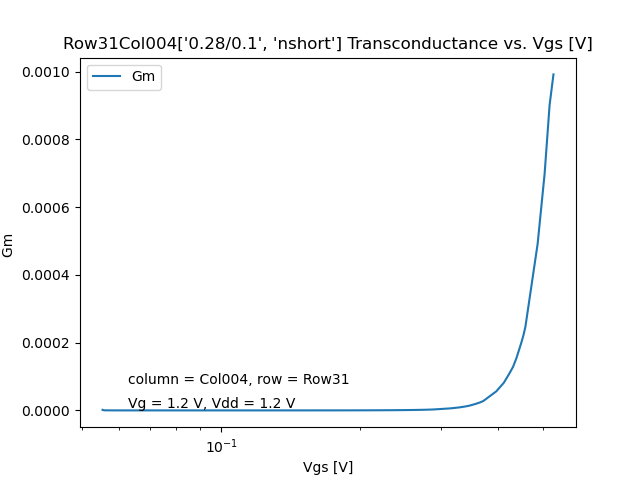 Row31Col004['0.28/0.1', 'nshort'] Transconductance vs. Vgs [V]
Gm
0.0010
0.0008
0.0006
0.0004
0.0002
0.0000
Gm
column = Col004, row = Row31
Vg = 1.2 V, Vdd = 1.2 V
10⁻¹
Vgs [V]